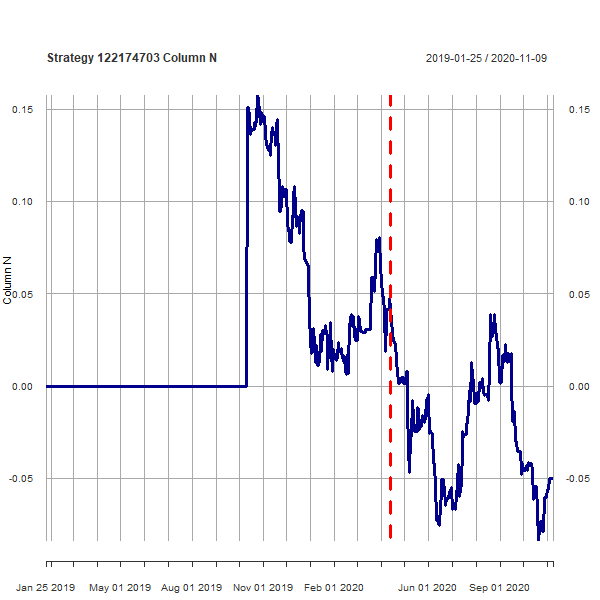 Strategy 122174703 Column N
2019-01-25 / 2020-11-09
0.15 0.15
0.10 0.10
0.05 0.05
Column N
0.00 0.00
-0.05 -0.05
Jan 25 2019 May 01 2019 Aug 01 2019 Nov 01 2019 Feb 01 2020 Jun 01 2020 Sep 01 2020